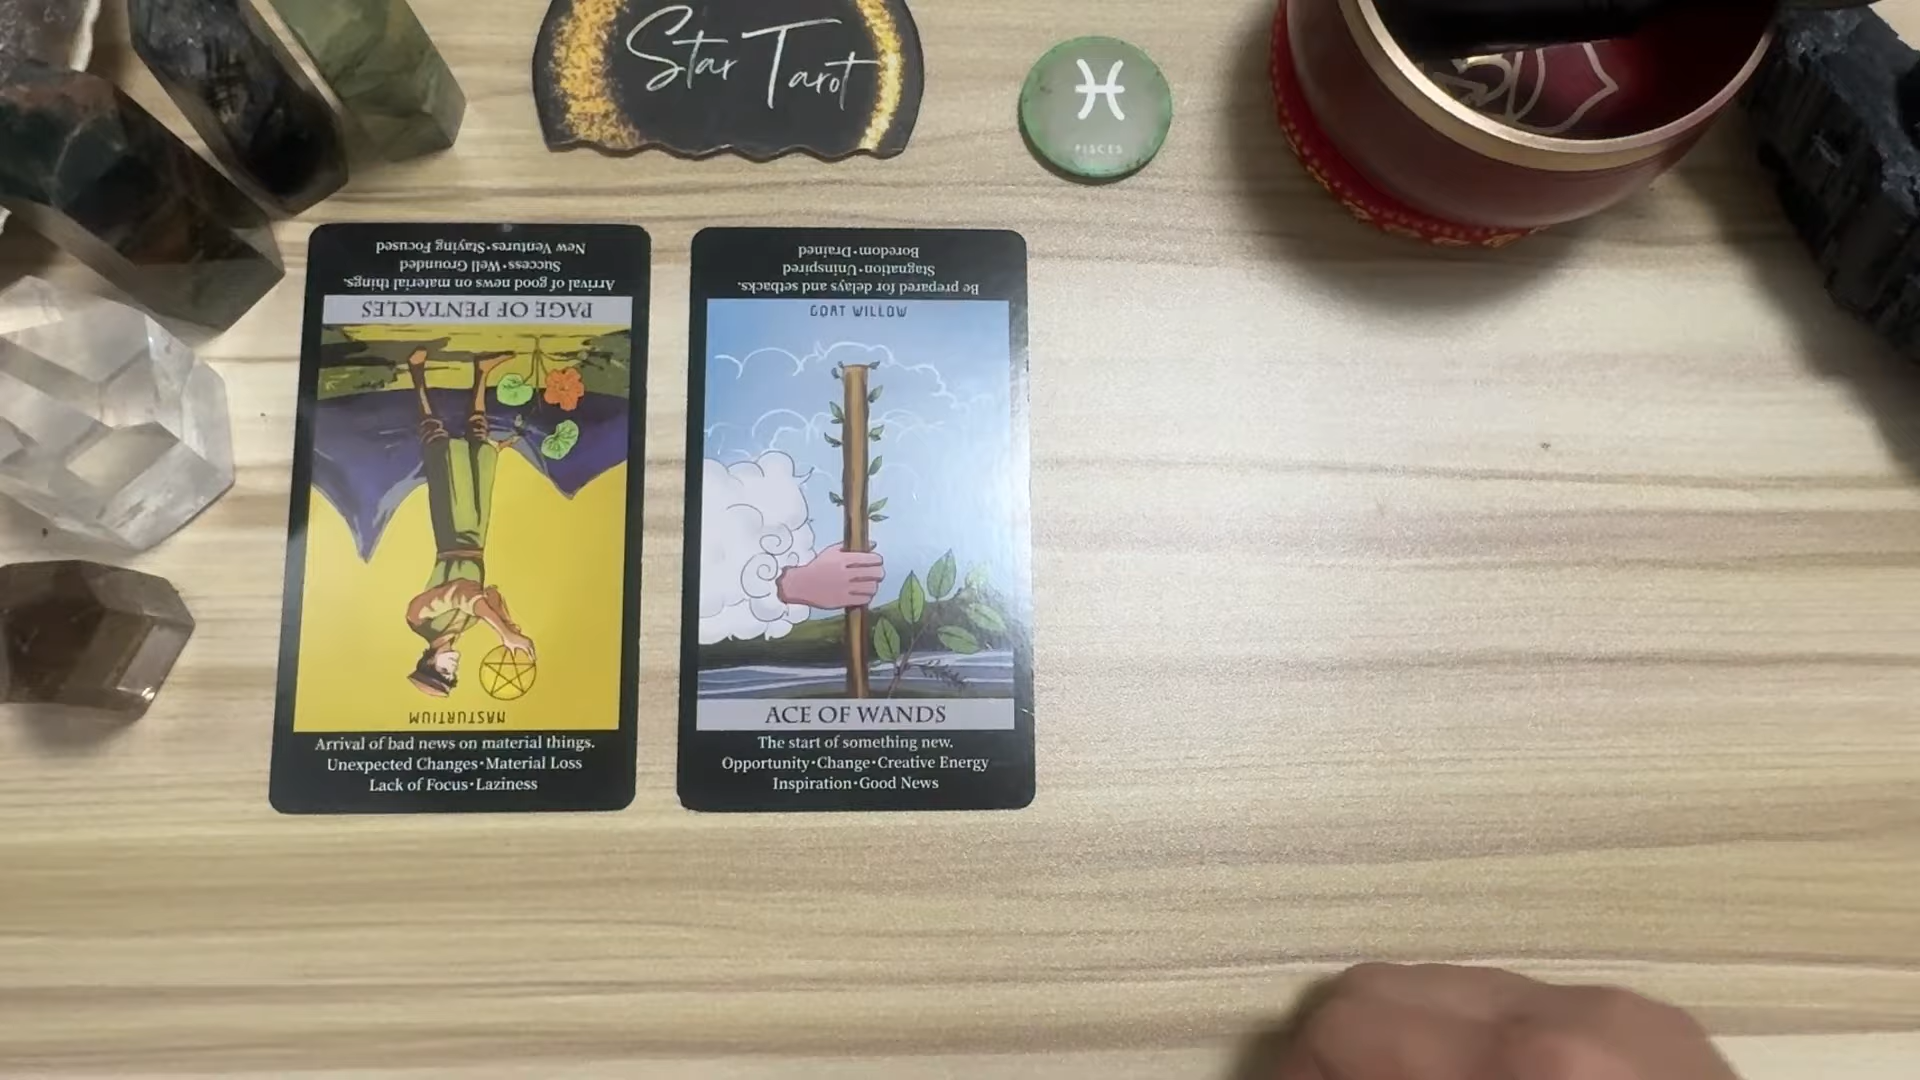 Star Tarot
PISCES
New Ventures•Staying Focused
Success•Well Grounded
Arrival of good news on material things.
PAGE OF PENTACLES
NASTURTIUM
Arrival of bad news on material things.
Unexpected Changes•Material Loss
Lack of Focus•Laziness
Boredom•Drained
Stagnation•Uninspired
Be prepared for delays and setbacks.
GOAT WILLOW
ACE OF WANDS
The start of something new.
Opportunity•Change•Creative Energy
Inspiration•Good News